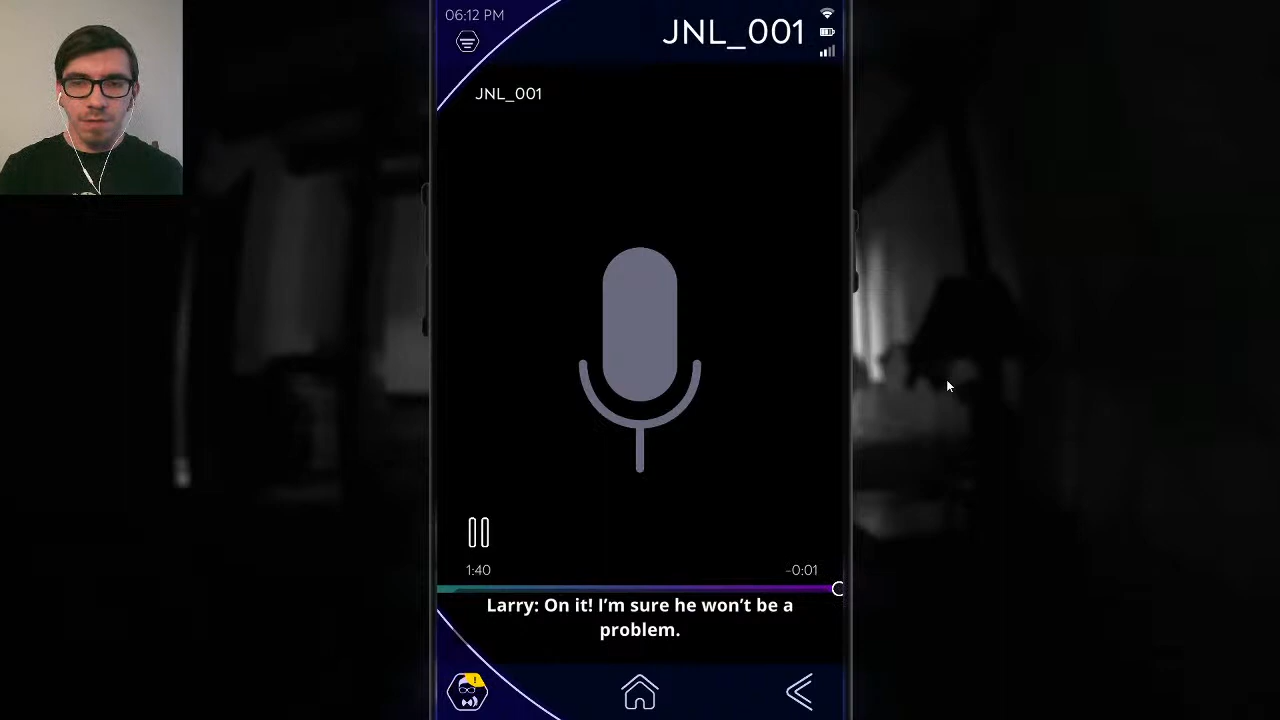 06:12 PM
JNL_001
JNL_001
1:40
-0:01
Larry: On it! I’m sure he won’t be a
problem.
!